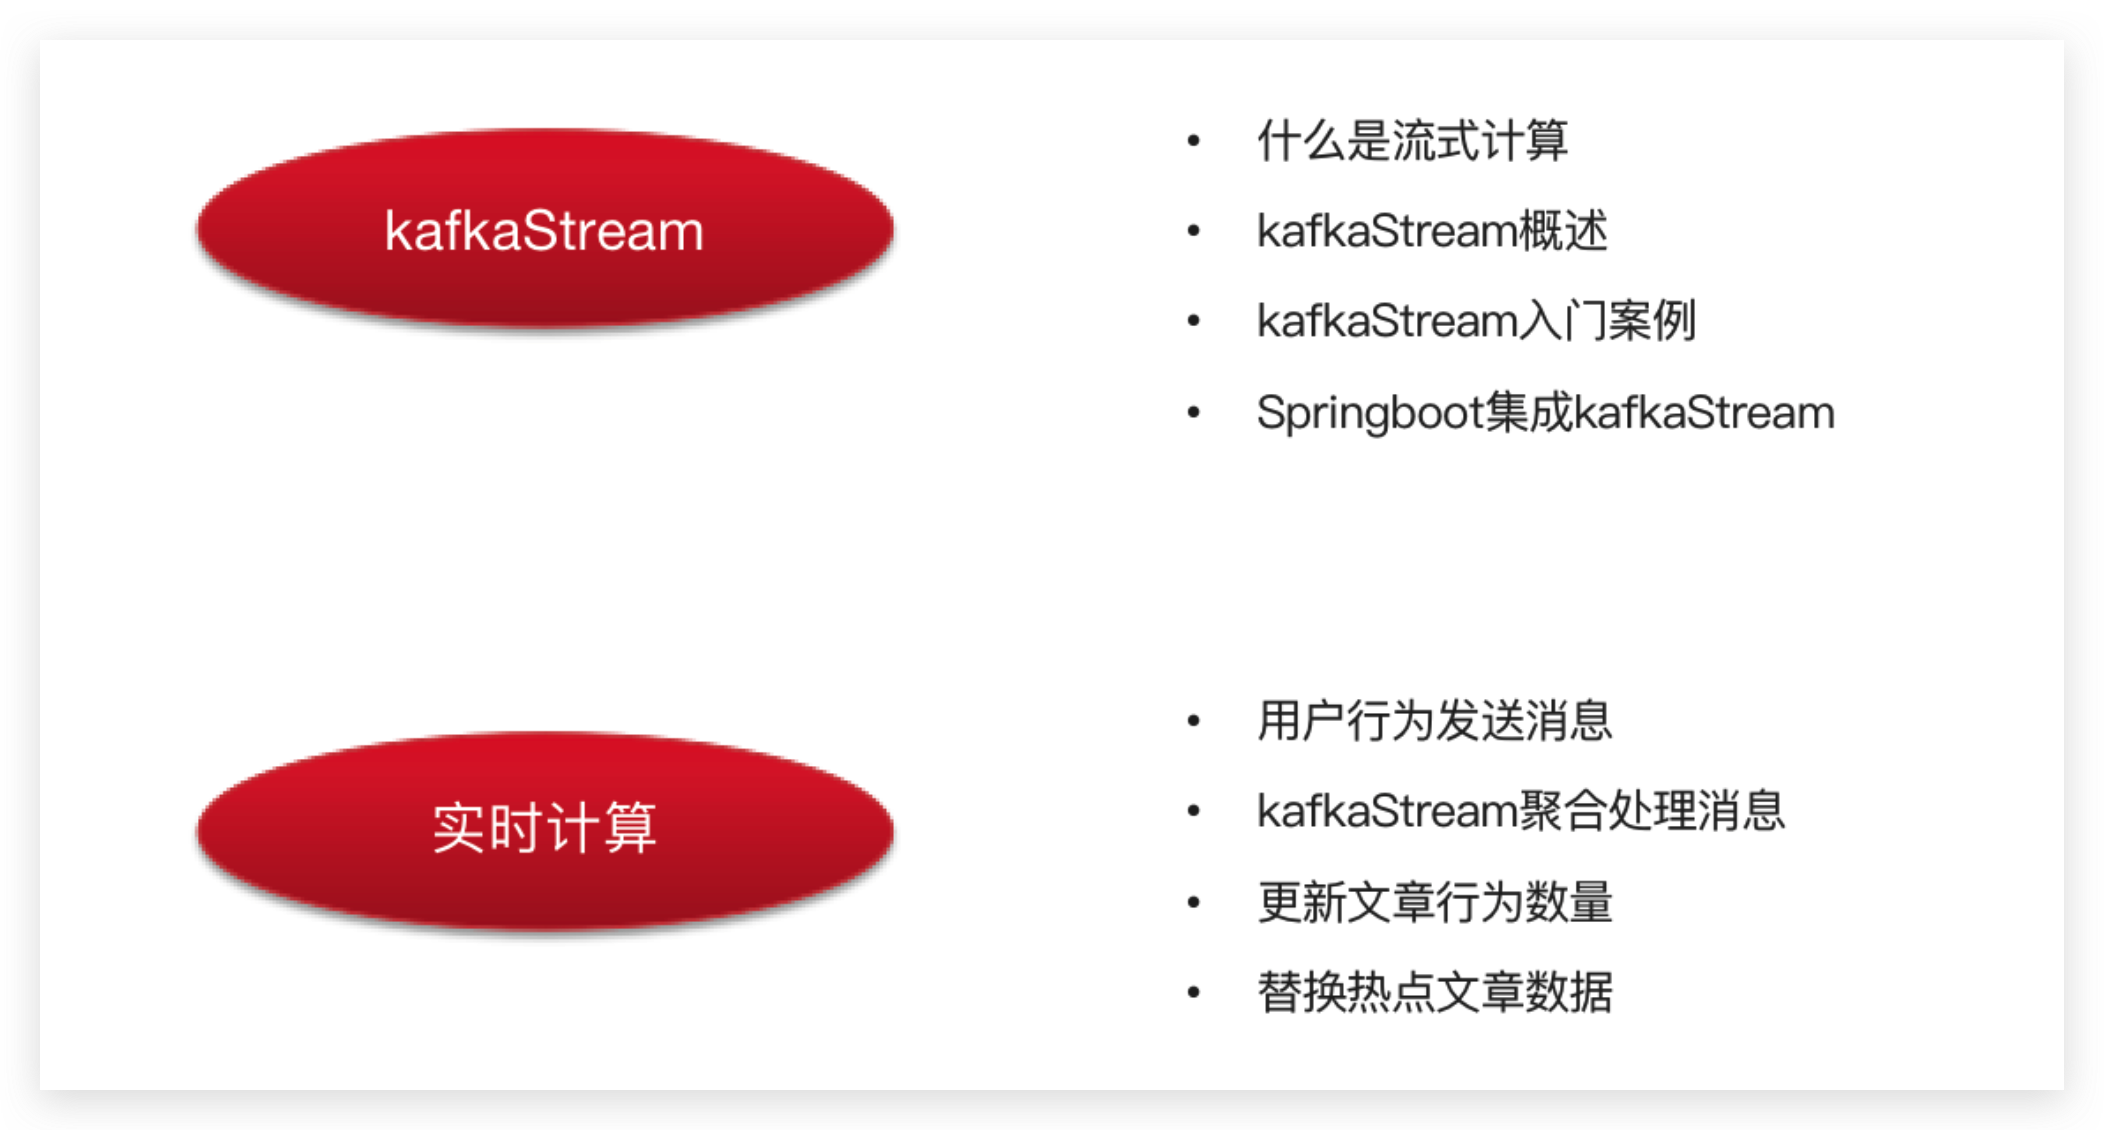 kafkaStream
• 什么是流式计算
• kafkaStream概述
• kafkaStream入门案例
• Springboot集成kafkaStream
实时计算
• 用户行为发送消息
• kafkaStream聚合处理消息
• 更新文章行为数量
• 替换热点文章数据